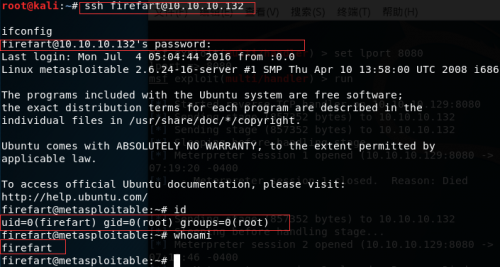 root@kali:~# ssh firefart@10.10.10.132
ifconfig
firefart@10.10.10.132's password:
Last login: Mon Jul  4 05:04:44 2016 from :0.0
Linux metasploitable 2.6.24-16-server #1 SMP Thu Apr 10 13:58:00 UTC 2008 i686
The programs included with the Ubuntu system are free software;
the exact distribution terms for each program are described in the
individual files in /usr/share/doc/*/copyright.
Ubuntu comes with ABSOLUTELY NO WARRANTY, to the extent permitted by
applicable law.
To access official Ubuntu documentation, please visit:
http://help.ubuntu.com/
firefart@metasploitable:~# id
uid=0(firefart) gid=0(root) groups=0(root)
firefart@metasploitable:~# whoami
firefart
firefart@metasploitable:~#